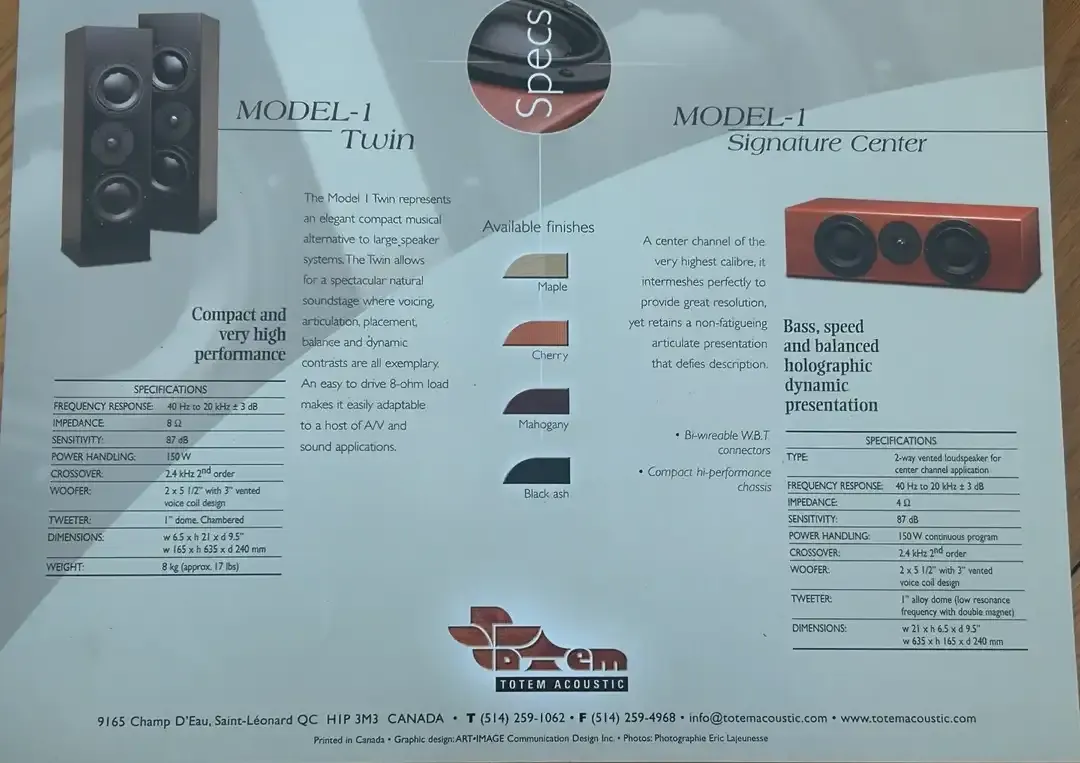 Specs
MODEL-1
Twin
The Model 1 Twin represents
an elegant compact musical
alternative to large speaker
systems. The Twin allows
for a spectacular natural
soundstage where voicing,
articulation, placement,
balance and dynamic
contrasts are all exemplary.
An easy to drive 8-ohm load
makes it easily adaptable
to a host of A/V and
sound applications.
Compact and
very high
performance
SPECIFICATIONS
FREQUENCY RESPONSE: 40 Hz to 20 kHz ± 3 dB
IMPEDANCE: 8 Ω
SENSITIVITY: 87 dB
POWER HANDLING: 150 W
CROSSOVER: 2.4 kHz 2nd order
WOOFER: 2 x 5 1/2" with 3" vented
voice coil design
TWEETER: 1" dome. Chambered
DIMENSIONS: w 6.5 x h 21 x d 9.5"
w 165 x h 635 x d 240 mm
WEIGHT: 8 kg (approx. 17 lbs)
Available finishes
Maple
Cherry
Mahogany
Black ash
MODEL-1
Signature Center
A center channel of the
very highest calibre, it
intermeshes perfectly to
provide great resolution,
yet retains a non-fatigueing
articulate presentation
that defies description.
• Bi-wireable W.B.T
connectors
• Compact hi-performance
chassis
Bass, speed
and balanced
holographic
dynamic
presentation
SPECIFICATIONS
TYPE: 2-way vented loudspeaker for
center channel application
FREQUENCY RESPONSE: 40 Hz to 20 kHz ± 3 dB
IMPEDANCE: 4 Ω
SENSITIVITY: 87 dB
POWER HANDLING: 150 W continuous program
CROSSOVER: 2.4 kHz 2nd order
WOOFER: 2 x 5 1/2" with 3" vented
voice coil design
TWEETER: 1" alloy dome (low resonance
frequency with double magnet)
DIMENSIONS: w 21 x h 6.5 x d 9.5"
w 635 x h 165 x d 240 mm
Totem
TOTEM ACOUSTIC
9165 Champ D'Eau, Saint-Léonard QC H1P 3M3 CANADA • T (514) 259-1062 • F (514) 259-4968 • info@totemacoustic.com • www.totemacoustic.com
Printed in Canada • Graphic design: ART•IMAGE Communication Design Inc. • Photos: Photographie Eric Lajeunesse